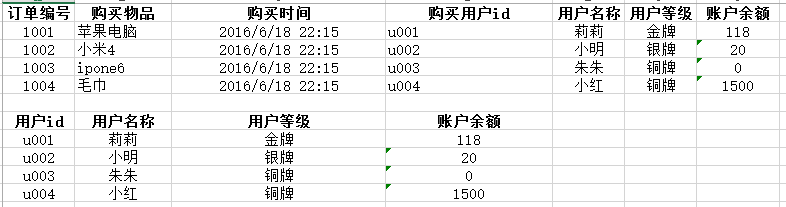 订单编号 购买物品 购买时间 购买用户id 用户名称 用户等级 账户余额
1001 苹果电脑 2016/6/18 22:15 u001 莉莉 金牌 118
1002 小米4 2016/6/18 22:15 u002 小明 银牌 20
1003 ipone6 2016/6/18 22:15 u003 朱朱 铜牌 0
1004 毛巾 2016/6/18 22:15 u004 小红 铜牌 1500
用户id 用户名称 用户等级 账户余额
u001 莉莉 金牌 118
u002 小明 银牌 20
u003 朱朱 铜牌 0
u004 小红 铜牌 1500